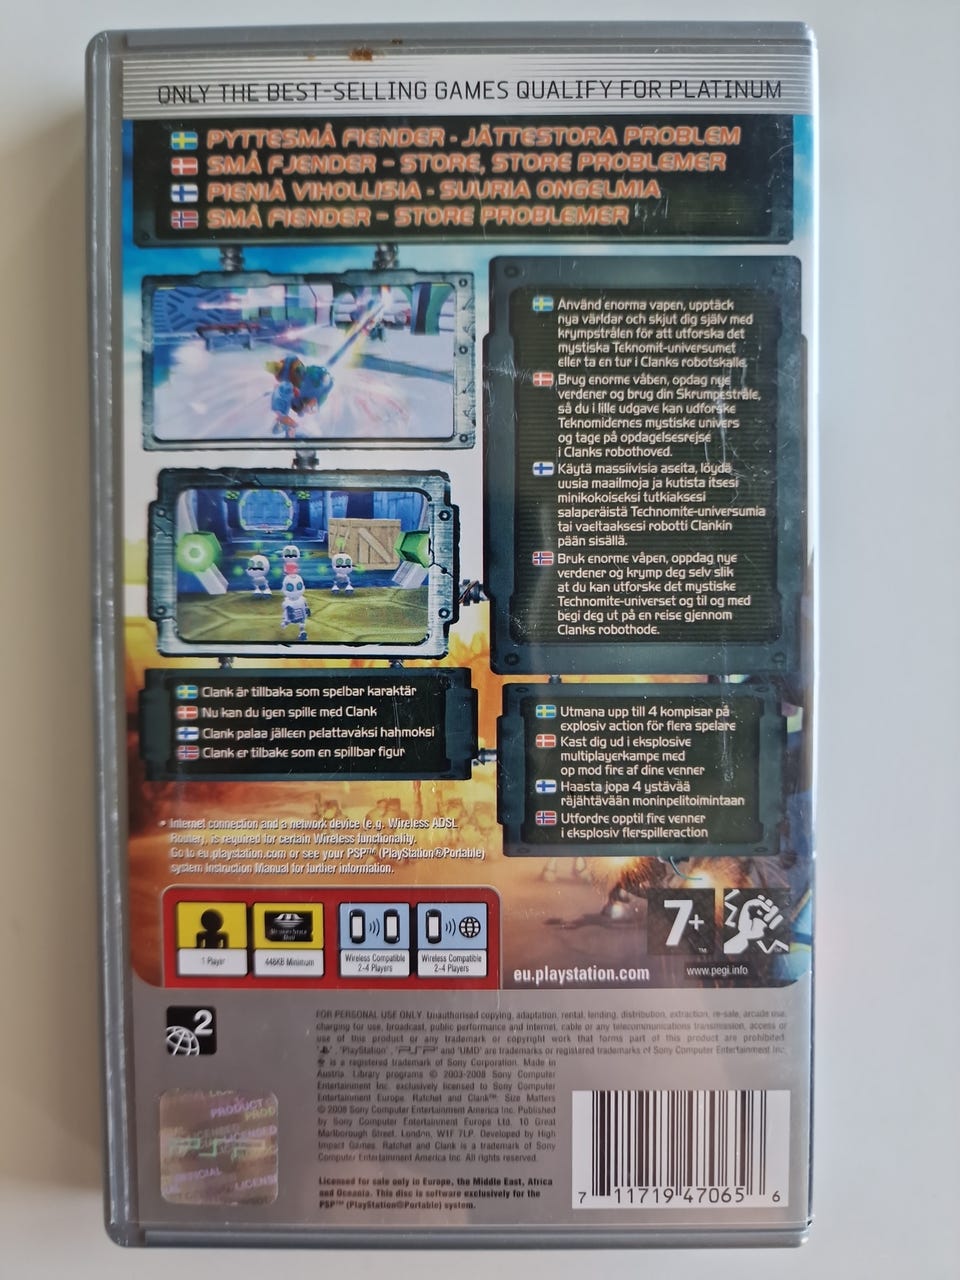 ONLY THE BEST-SELLING GAMES QUALIFY FOR PLATINUM
PYTTESMÅ FIENDER - JÄTTESTORA PROBLEM
SMÅ FJENDER - STORE, STORE PROBLEMER
PIENIÄ VIHOLLISIA - SUURIA ONGELMIA
SMÅ FIENDER - STORE PROBLEMER
Använd enorma vapen, upptäck
nya världar och skjut dig själv med
krympstrålen för att utforska det
mystiska Teknomit-universumet
eller ta en tur i Clanks robotskalle.
Brug enorme våben, opdag nye
verdener og brug din Skrumpestråle,
så du i lille udgave kan udforske
Teknomidernes mystiske univers
og tage på opdagelsesrejse
i Clanks robothoved.
Käytä massiivisia aseita, löydä
uusia maailmoja ja kutista itsesi
minikokoiseksi tutkiaksesi
salaperäistä Technomite-universumia
tai vaeltaaksesi robotti Clankin
pään sisällä.
Bruk enorme våpen, oppdag nye
verdener og krymp deg selv slik
at du kan utforske det mystiske
Technomite-universet og til og med
begi deg ut på en reise gjennom
Clanks robothode.
Clank är tillbaka som spelbar karaktär
Nu kan du igen spille med Clank
Clank palaa jälleen pelattavaksi hahmoksi
Clank er tilbake som en spillbar figur
Utmana upp till 4 kompisar på
explosiv action för flera spelare
Kast dig ud i eksplosive
multiplayerkampe med
op mod fire af dine venner
Haasta jopa 4 ystävää
räjähtävään moninpelitoimintaan
Utfordre opptil fire venner
i eksplosiv flerspilleraction
• Internet connection and a network device (e.g. Wireless ADSL
Router), is required for certain Wireless functionality.
Go to eu.playstation.com or see your PSP™ (PlayStation®Portable)
system Instruction Manual for further information.
1 Player
448KB Minimum
Wireless Compatible
2-4 Players
Wireless Compatible
2-4 Players
eu.playstation.com
7+
™
www.pegi.info
2
FOR PERSONAL USE ONLY. Unauthorised copying, adaptation, rental, lending, distribution, extraction, re-sale, arcade use,
charging for use, broadcast, public performance and internet, cable or any telecommunications transmission, access or
use of this product or any trademark or copyright work that forms part of this product are prohibited.
, "PlayStation", "PSP" and "UMD" are trademarks or registered trademarks of Sony Computer Entertainment Inc.
is a registered trademark of Sony Corporation. Made in
Austria. Library programs © 2003-2008 Sony Computer
Entertainment Inc. exclusively licensed to Sony Computer
Entertainment Europe. Ratchet and Clank™: Size Matters
© 2008 Sony Computer Entertainment America Inc. Published
by Sony Computer Entertainment Europe Ltd. 10 Great
Marlborough Street, London, W1F 7LP. Developed by High
Impact Games. Ratchet and Clank is a trademark of Sony
Computer Entertainment America Inc. All rights reserved.
Licensed for sale only in Europe, the Middle East, Africa
and Oceania. This disc is software exclusively for the
PSP™ (PlayStation®Portable) system.
PRODUCT PROD
LICENSED
PSP
LICENSE
7 11719 47065 6